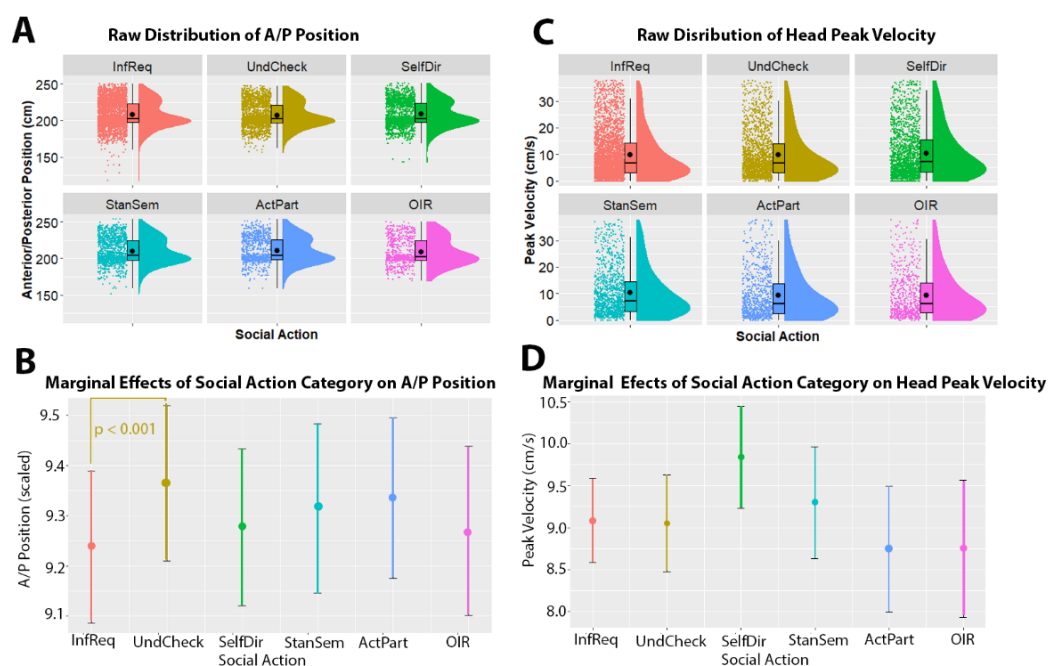 A
Raw Distribution of A/P Position
InfReq UndCheck SelfDir
250
200
150
StanSem ActPart OIR
250
200
150
Anterior/Posterior Position (cm)
Social Action
C
Raw Disribution of Head Peak Velocity
InfReq UndCheck SelfDir
30
20
10
0
StanSem ActPart OIR
30
20
10
0
Peak Velocity (cm/s)
Social Action
B
Marginal Effects of Social Action Category on A/P Position
p < 0.001
9.5
9.4
9.3
9.2
9.1
A/P Position (scaled)
InfReq UndCheck SelfDir StanSem ActPart OIR
Social Action
D
Marginal Efects of Social Action Category on Head Peak Velocity
10.5
10.0
9.5
9.0
8.5
8.0
Peak Velocity (cm/s)
InfReq UndCheck SelfDir StanSem ActPart OIR
Social Action